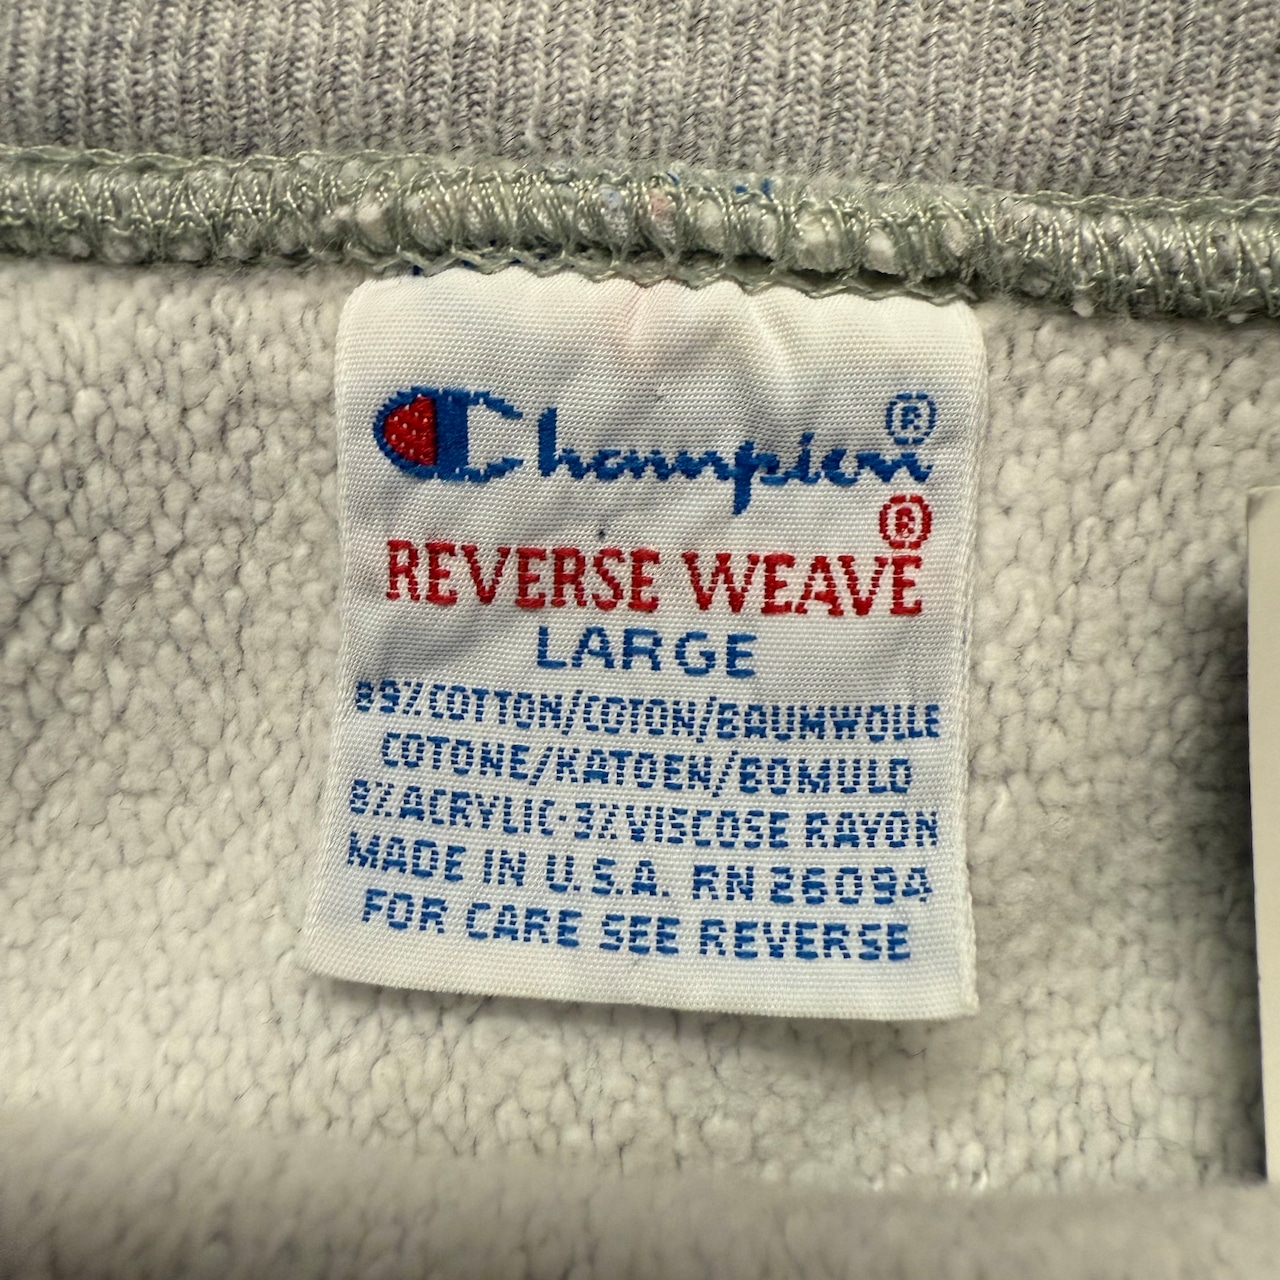 Champion®
REVERSE WEAVE®
LARGE
89% COTTON/COTON/BAUMWOLLE
COTONE/KATOEN/BOMULD
8% ACRYLIC-3% VISCOSE RAYON
MADE IN U.S.A. RN 26094
FOR CARE SEE REVERSE